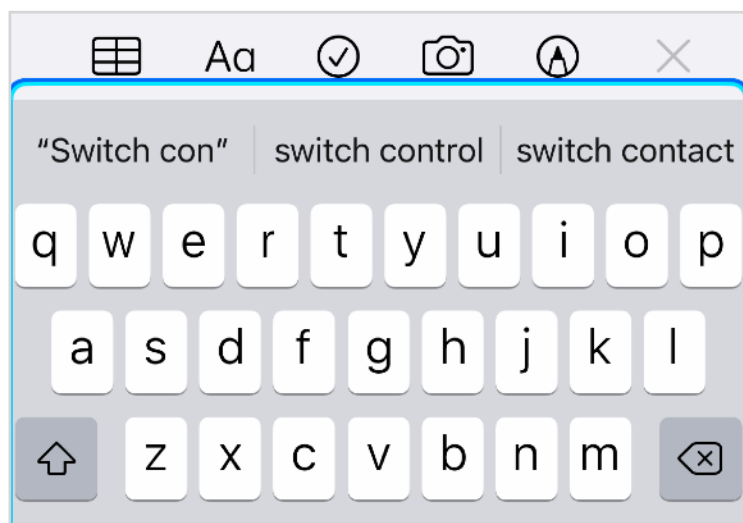 Aa
“Switch con” switch control switch contact
q w e r t y u i o p
a s d f g h j k l
z x c v b n m